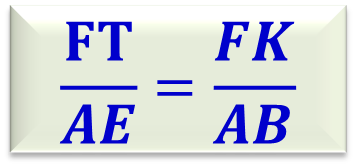 FT/AE = FK/AB